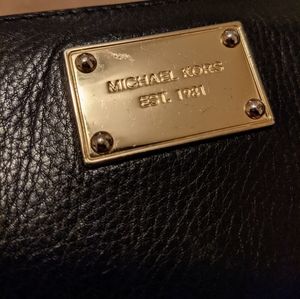 MICHAEL KORS
EST. 1981